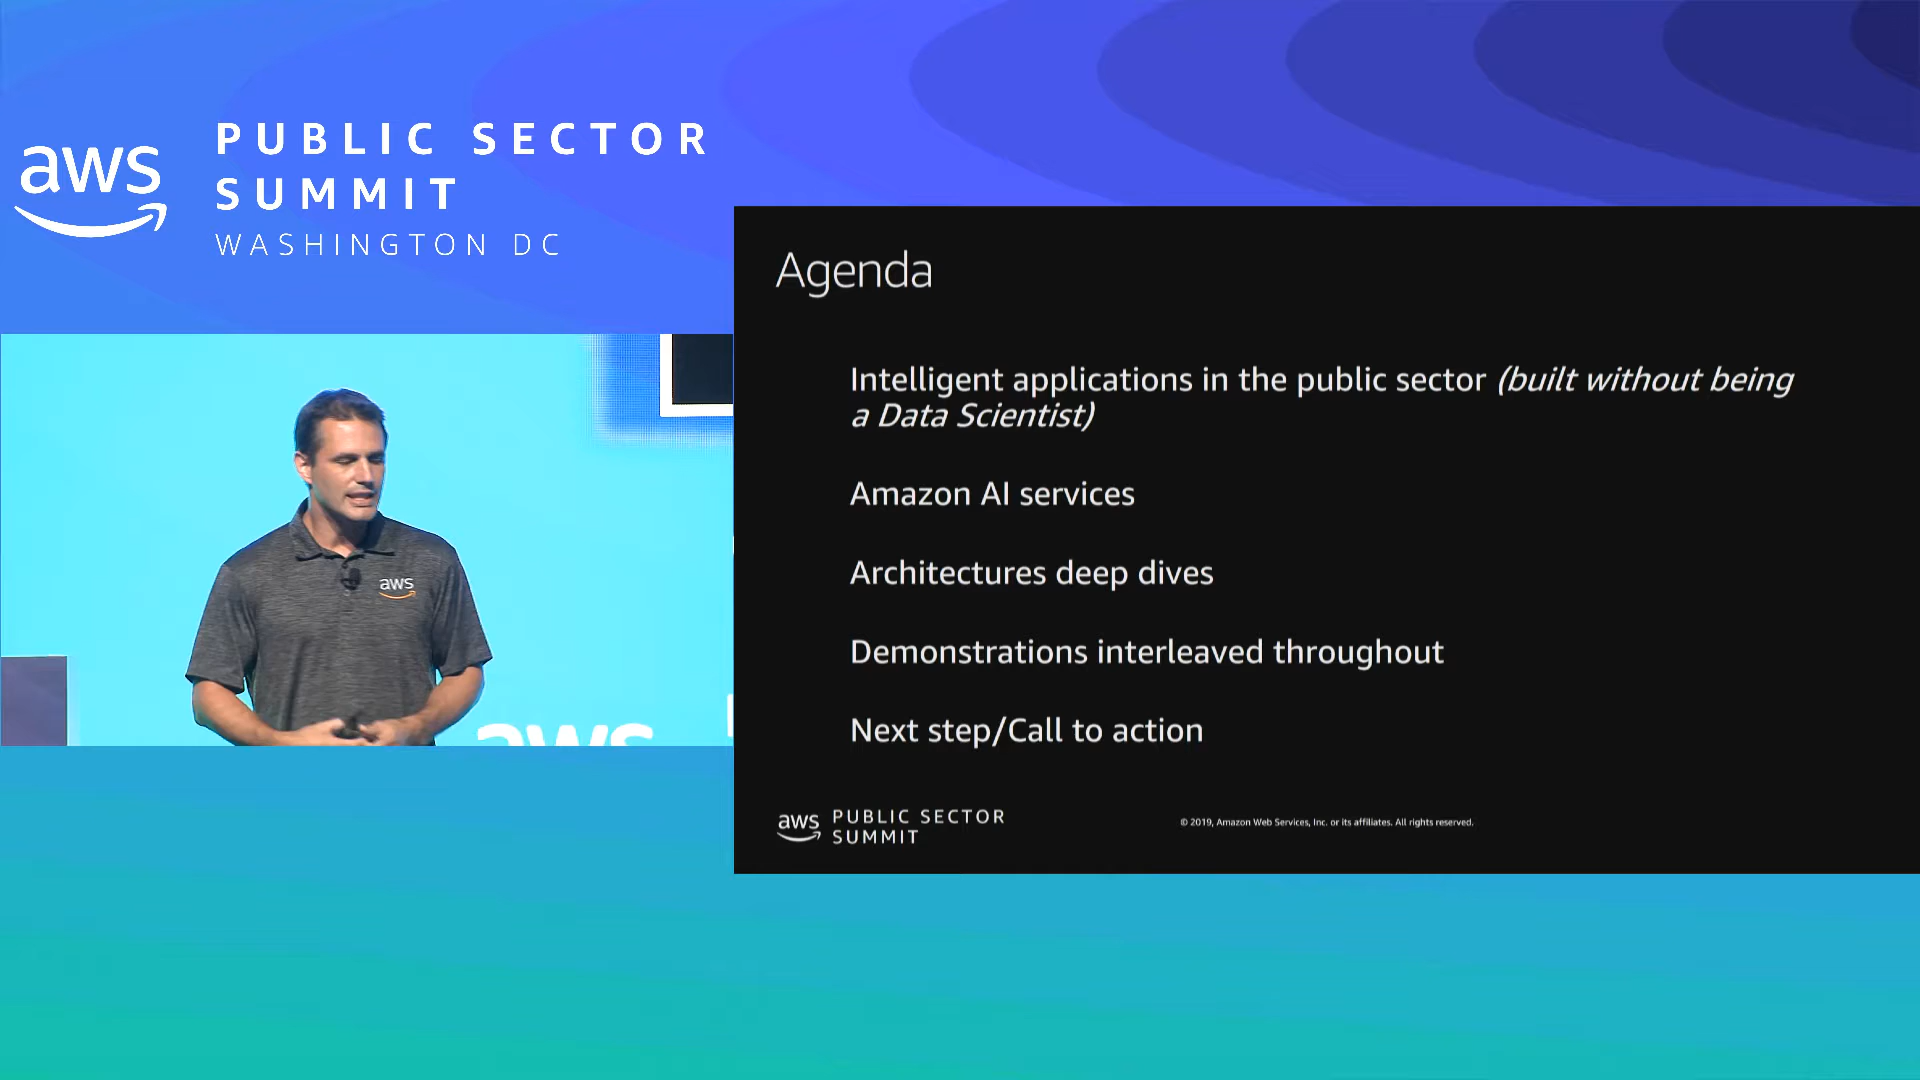 aws
PUBLIC SECTOR
SUMMIT
WASHINGTON DC
aws
aws
Agenda
Intelligent applications in the public sector (built without being
a Data Scientist)
Amazon AI services
Architectures deep dives
Demonstrations interleaved throughout
Next step/Call to action
aws
PUBLIC SECTOR
SUMMIT
© 2019, Amazon Web Services, Inc. or its affiliates. All rights reserved.